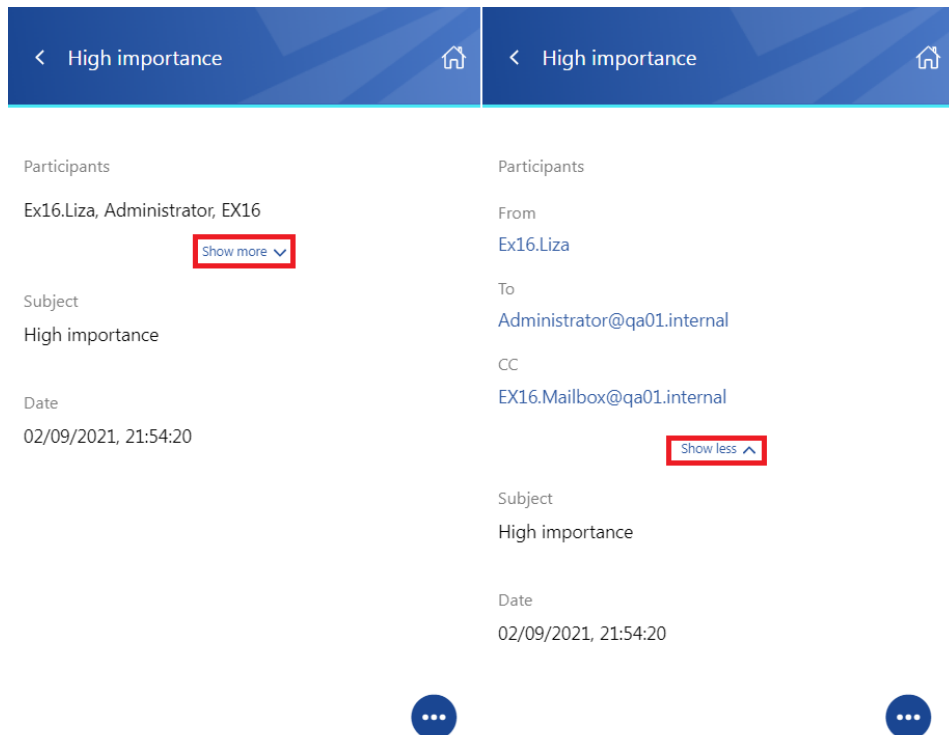 High importance
Participants
Ex16.Liza, Administrator, EX16
Show more
Subject
High importance
Date
02/09/2021, 21:54:20
High importance
Participants
From
Ex16.Liza
To
Administrator@qa01.internal
CC
EX16.Mailbox@qa01.internal
Show less
Subject
High importance
Date
02/09/2021, 21:54:20